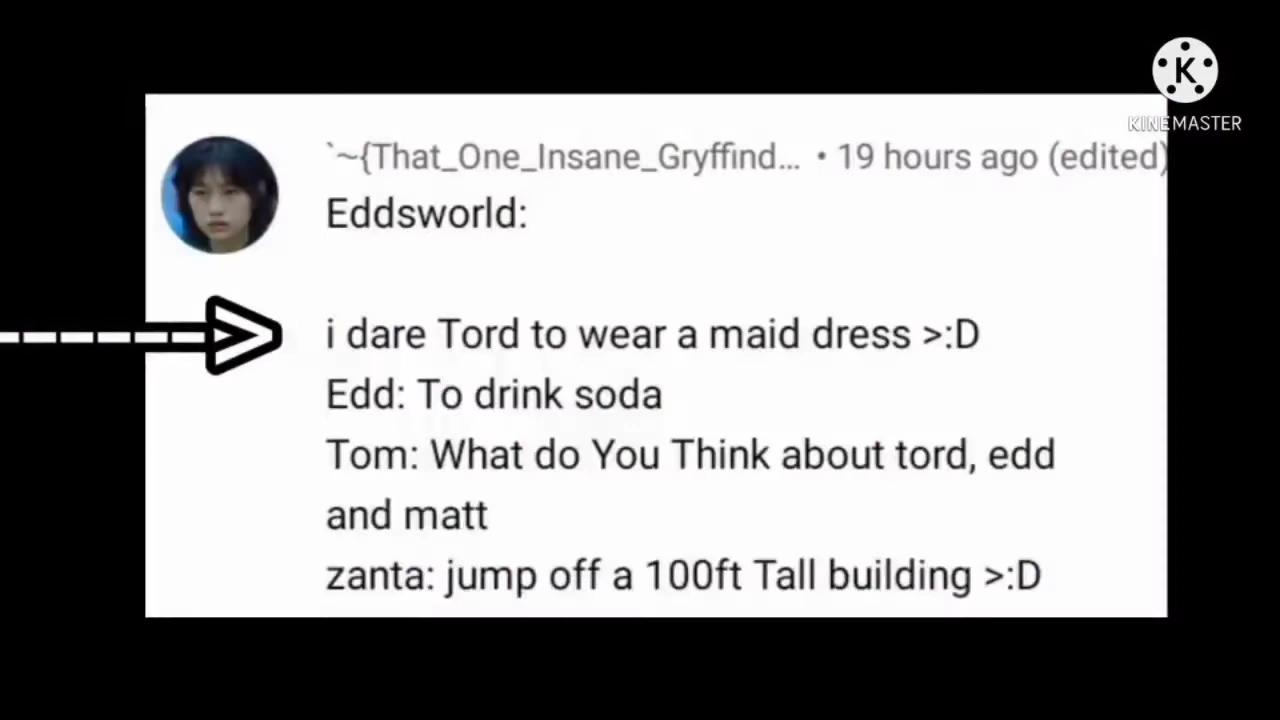 K
KINEMASTER
`~{That_One_Insane_Gryffind... • 19 hours ago (edited)
Eddsworld:
i dare Tord to wear a maid dress >:D
Edd: To drink soda
Tom: What do You Think about tord, edd
and matt
zanta: jump off a 100ft Tall building >:D